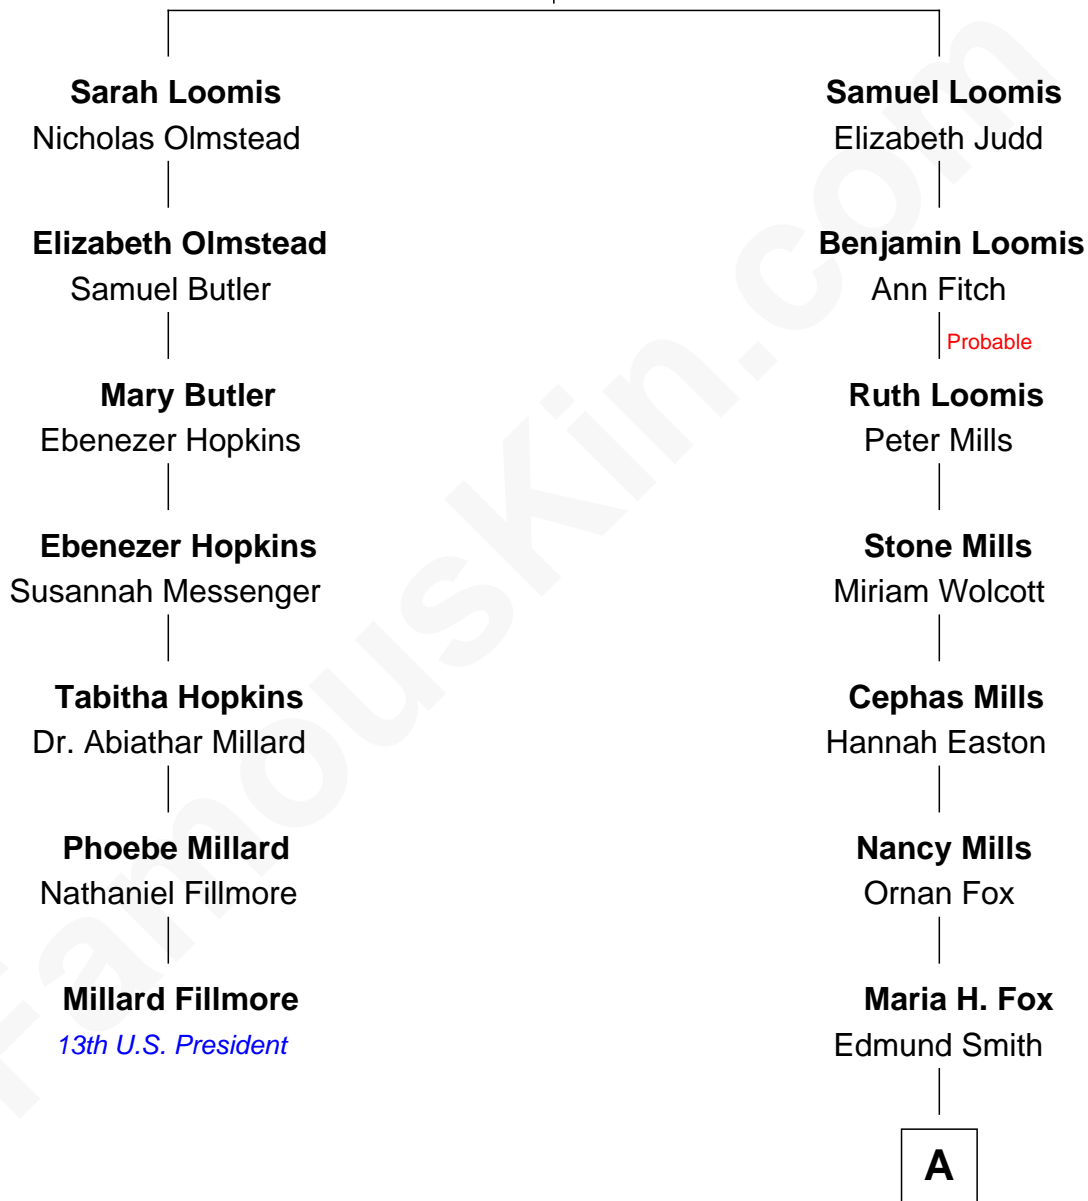 Sarah Loomis
Nicholas Olmstead
Elizabeth Olmstead
Samuel Butler
Mary Butler
Ebenezer Hopkins
Ebenezer Hopkins
Susannah Messenger
Tabitha Hopkins
Dr. Abiathar Millard
Phoebe Millard
Nathaniel Fillmore
Millard Fillmore
13th U.S. President
Samuel Loomis
Elizabeth Judd
Benjamin Loomis
Ann Fitch
Probable
Ruth Loomis
Peter Mills
Stone Mills
Miriam Wolcott
Cephas Mills
Hannah Easton
Nancy Mills
Ornan Fox
Maria H. Fox
Edmund Smith
A
FamousKin.com